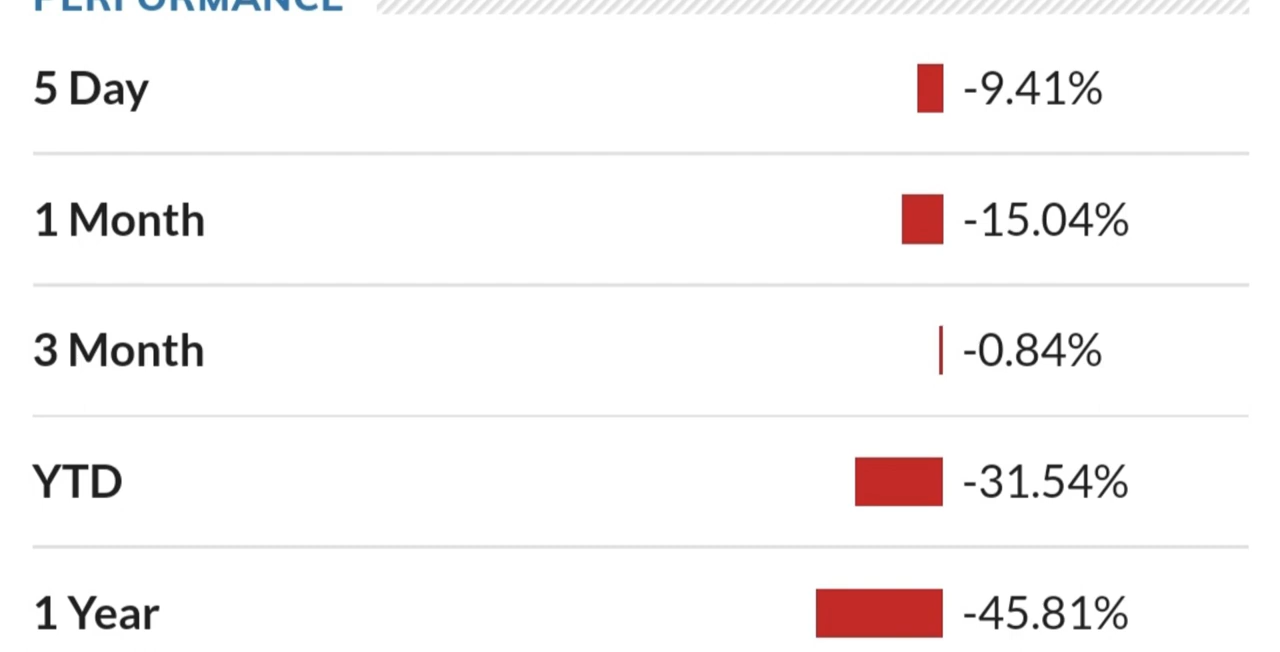 PERFORMANCE
5 Day -9.41%
1 Month -15.04%
3 Month -0.84%
YTD -31.54%
1 Year -45.81%